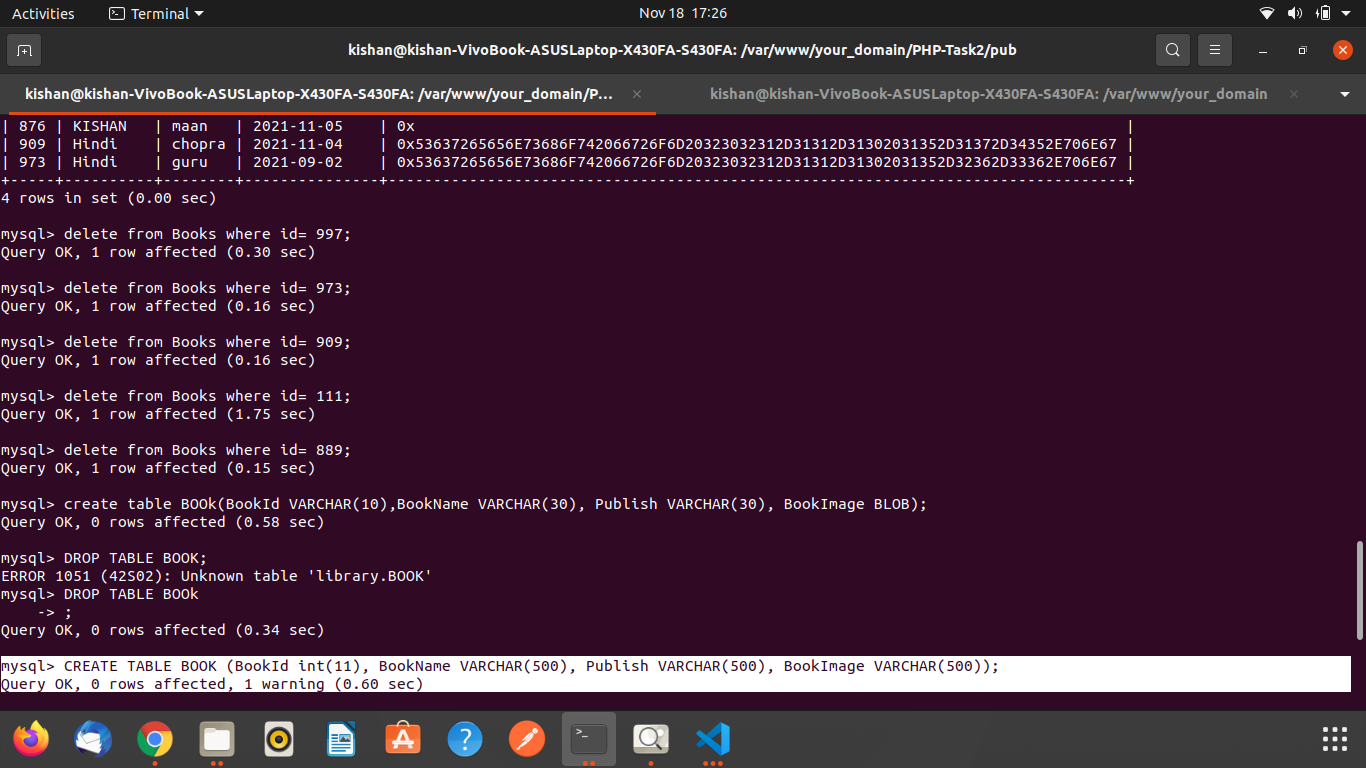 Activities Terminal Nov 18 17:26
kishan@kishan-VivoBook-ASUSLaptop-X430FA-S430FA: /var/www/your_domain/PHP-Task2/pub
kishan@kishan-VivoBook-ASUSLaptop-X430FA-S430FA: /var/www/your_domain/P... × kishan@kishan-VivoBook-ASUSLaptop-X430FA-S430FA: /var/www/your_domain ×
| 876 | KISHAN   | maan   | 2021-11-05    | 0x                                                                               |
| 909 | Hindi    | chopra | 2021-11-04    | 0x53637265656E73686F742066726F6D20323032312D31312D31302031352D31372D34352E706E67 |
| 973 | Hindi    | guru   | 2021-09-02    | 0x53637265656E73686F742066726F6D20323032312D31312D31302031352D32362D33362E706E67 |
+-----+----------+--------+---------------+----------------------------------------------------------------------------------+
4 rows in set (0.00 sec)
mysql> delete from Books where id= 997;
Query OK, 1 row affected (0.30 sec)
mysql> delete from Books where id= 973;
Query OK, 1 row affected (0.16 sec)
mysql> delete from Books where id= 909;
Query OK, 1 row affected (0.16 sec)
mysql> delete from Books where id= 111;
Query OK, 1 row affected (1.75 sec)
mysql> delete from Books where id= 889;
Query OK, 1 row affected (0.15 sec)
mysql> create table BOOk(BookId VARCHAR(10),BookName VARCHAR(30), Publish VARCHAR(30), BookImage BLOB);
Query OK, 0 rows affected (0.58 sec)
mysql> DROP TABLE BOOK;
ERROR 1051 (42S02): Unknown table 'library.BOOK'
mysql> DROP TABLE BOOk
    -> ;
Query OK, 0 rows affected (0.34 sec)
mysql> CREATE TABLE BOOK (BookId int(11), BookName VARCHAR(500), Publish VARCHAR(500), BookImage VARCHAR(500));
Query OK, 0 rows affected, 1 warning (0.60 sec)